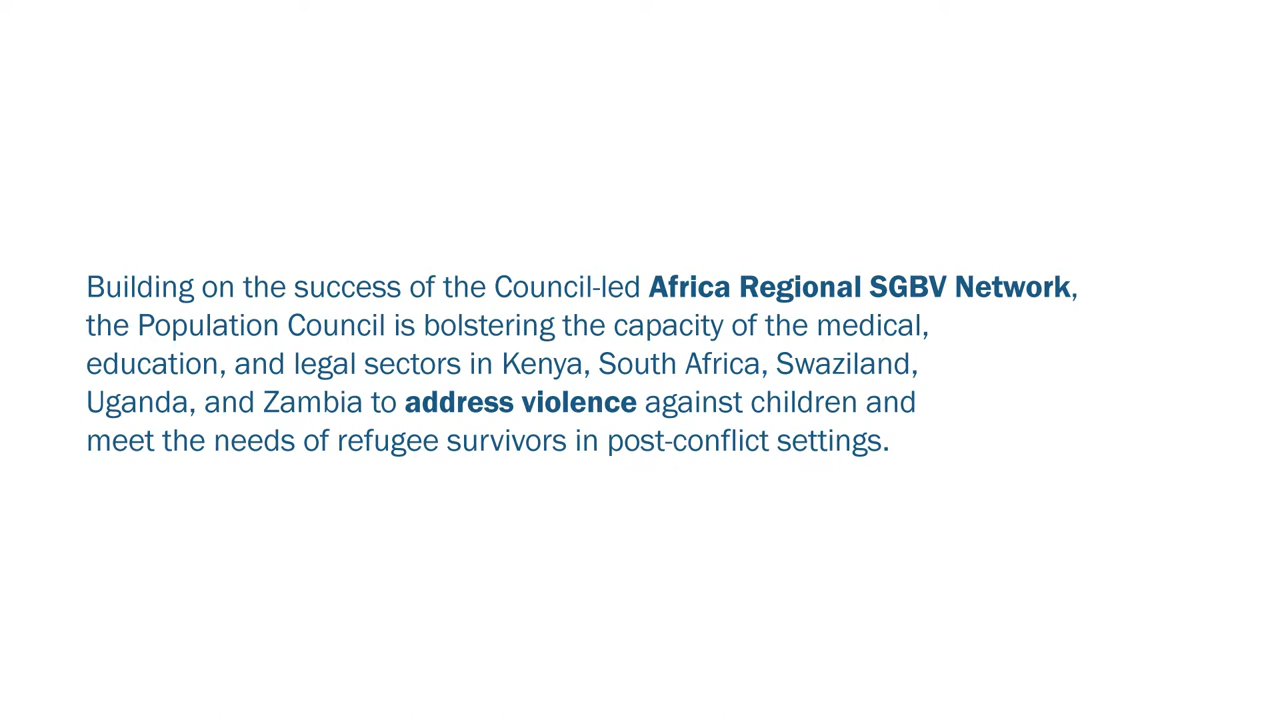 Building on the success of the Council-led Africa Regional SGBV Network,
the Population Council is bolstering the capacity of the medical,
education, and legal sectors in Kenya, South Africa, Swaziland,
Uganda, and Zambia to address violence against children and
meet the needs of refugee survivors in post-conflict settings.